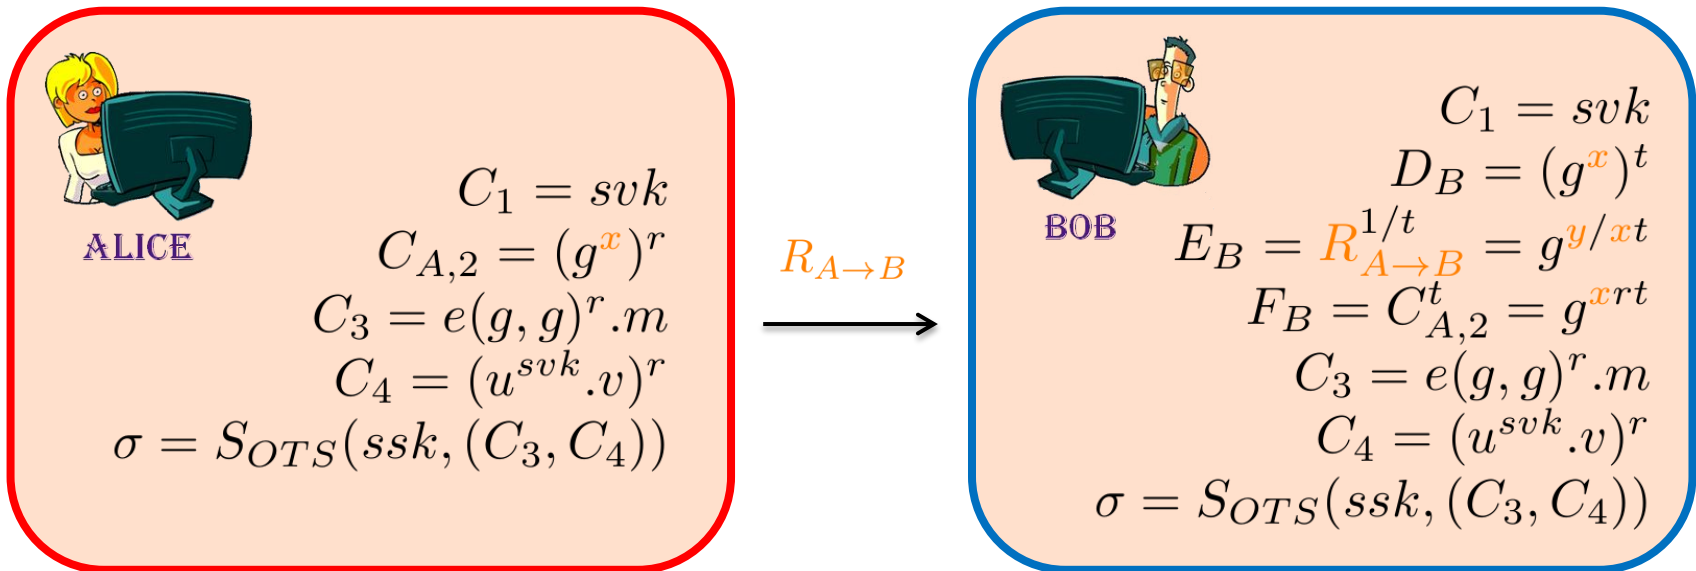 ALICE
C_1 = svk
C_{A,2} = (g^x)^r
C_3 = e(g, g)^r.m
C_4 = (u^{svk}.v)^r
σ = S_{OTS}(ssk, (C_3, C_4))
R_{A→B}
BOB
C_1 = svk
D_B = (g^x)^t
E_B = R_{A→B}^{1/t} = g^{y/xt}
F_B = C_{A,2}^t = g^{xrt}
C_3 = e(g, g)^r.m
C_4 = (u^{svk}.v)^r
σ = S_{OTS}(ssk, (C_3, C_4))